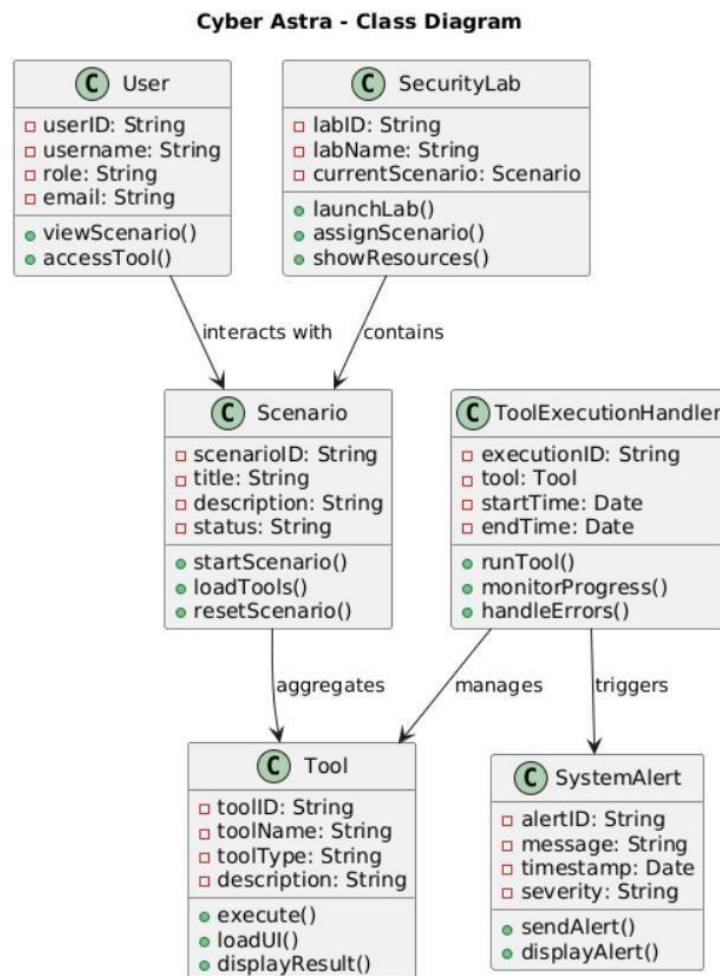 Cyber Astra - Class Diagram
C User
userID: String
username: String
role: String
email: String
viewScenario()
accessTool()
C SecurityLab
labID: String
labName: String
currentScenario: Scenario
launchLab()
assignScenario()
showResources()
interacts with
contains
C Scenario
scenarioID: String
title: String
description: String
status: String
startScenario()
loadTools()
resetScenario()
C ToolExecutionHandler
executionID: String
tool: Tool
startTime: Date
endTime: Date
runTool()
monitorProgress()
handleErrors()
aggregates
manages
triggers
C Tool
toolID: String
toolName: String
toolType: String
description: String
execute()
loadUI()
displayResult()
C SystemAlert
alertID: String
message: String
timestamp: Date
severity: String
sendAlert()
displayAlert()